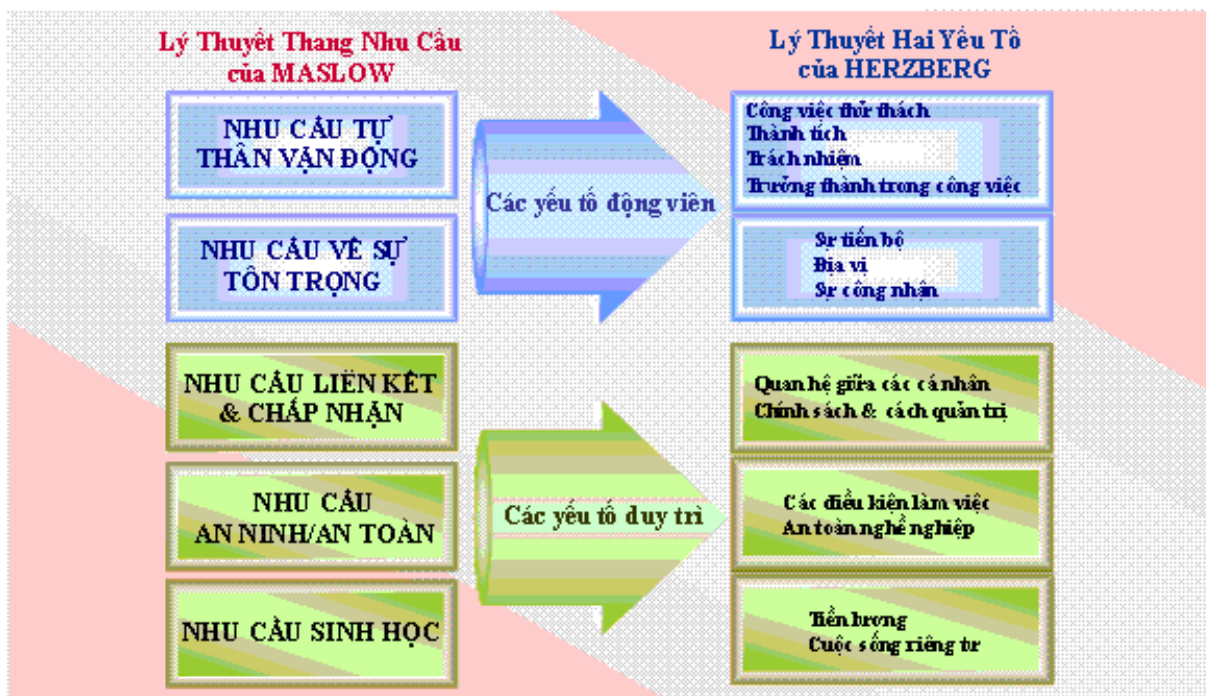 Lý Thuyết Thang Nhu Cầu
của MASLOW
Lý Thuyết Hai Yếu Tố
của HERZBERG
NHU CẦU TỰ
THÂN VẬN ĐỘNG
Các yếu tố động viên
Công việc thử thách
Thành tích
Trách nhiệm
Trưởng thành trong công việc
NHU CẦU VỀ SỰ
TÔN TRỌNG
Sự tiến bộ
Địa vị
Sự công nhận
NHU CẦU LIÊN KẾT
& CHẤP NHẬN
Quan hệ giữa các cá nhân
Chính sách & cách quản trị
NHU CẦU
AN NINH/AN TOÀN
Các yếu tố duy trì
Các điều kiện làm việc
An toàn nghề nghiệp
NHU CẦU SINH HỌC
Tiền lương
Cuộc sống riêng tư